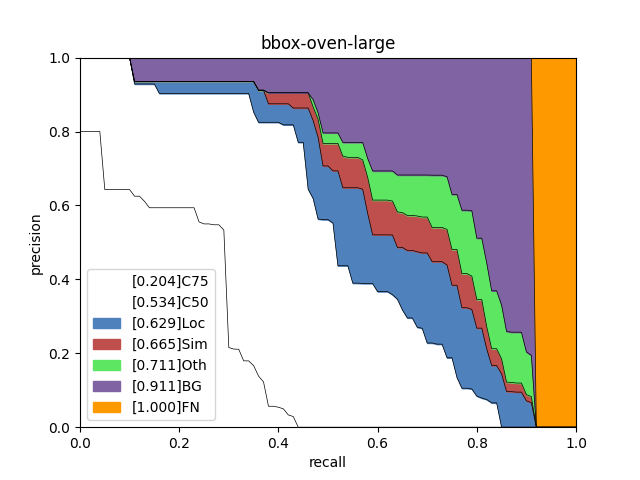 bbox-oven-large
1.0
0.8
0.6
0.4
0.2
0.0
precision
[0.204]C75
[0.534]C50
[0.629]Loc
[0.665]Sim
[0.711]Oth
[0.911]BG
[1.000]FN
0.0 0.2 0.4 0.6 0.8 1.0
recall